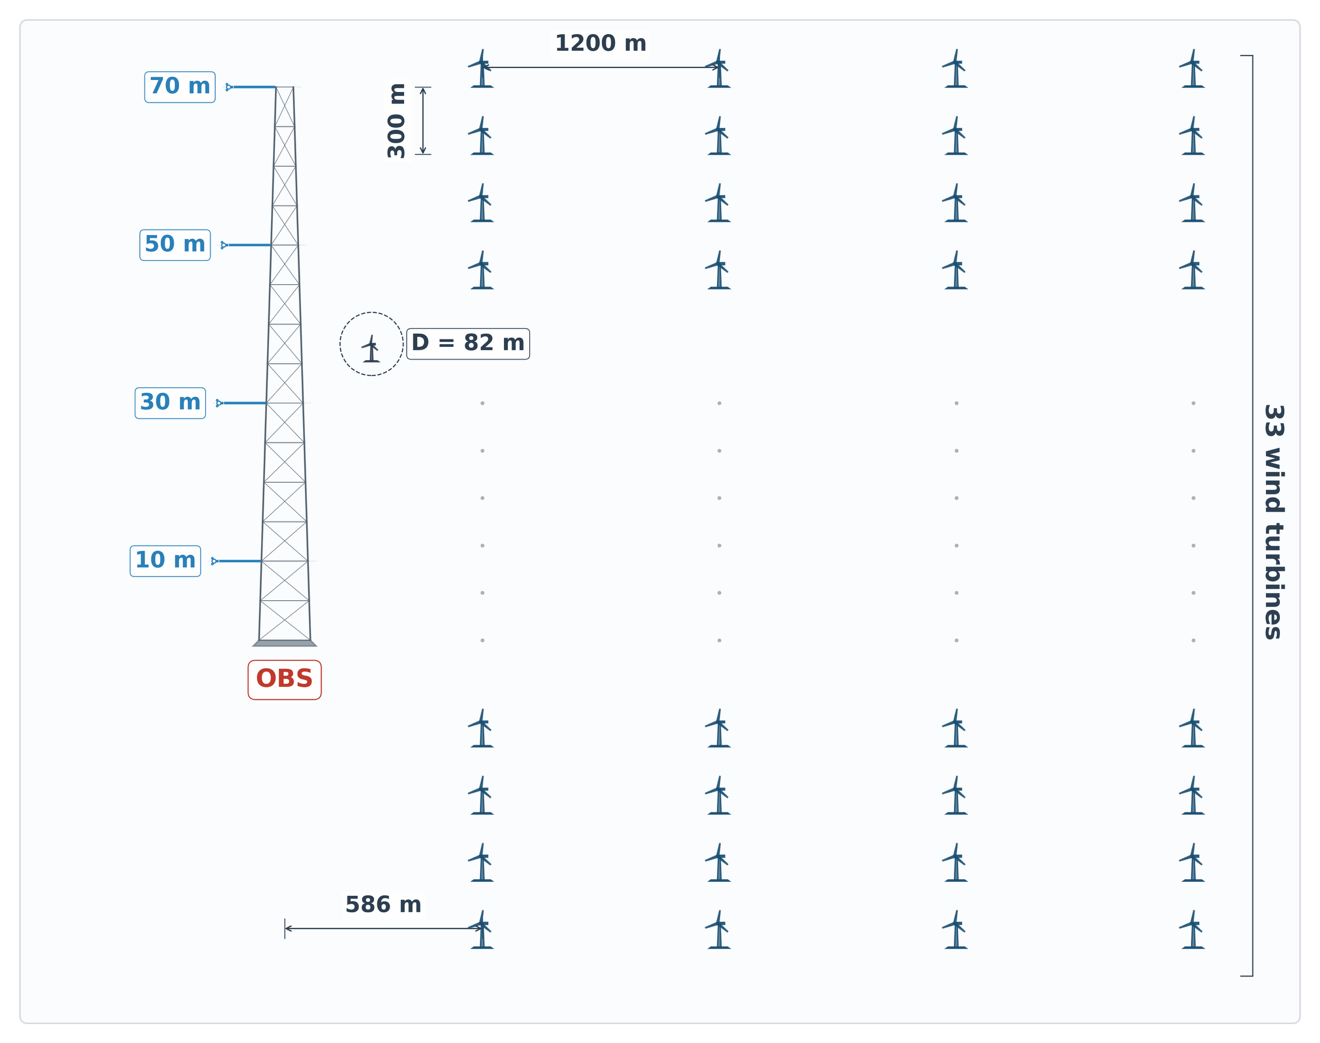 1200 m
70 m
300 m
50 m
D = 82 m
30 m
33 wind turbines
10 m
OBS
586 m